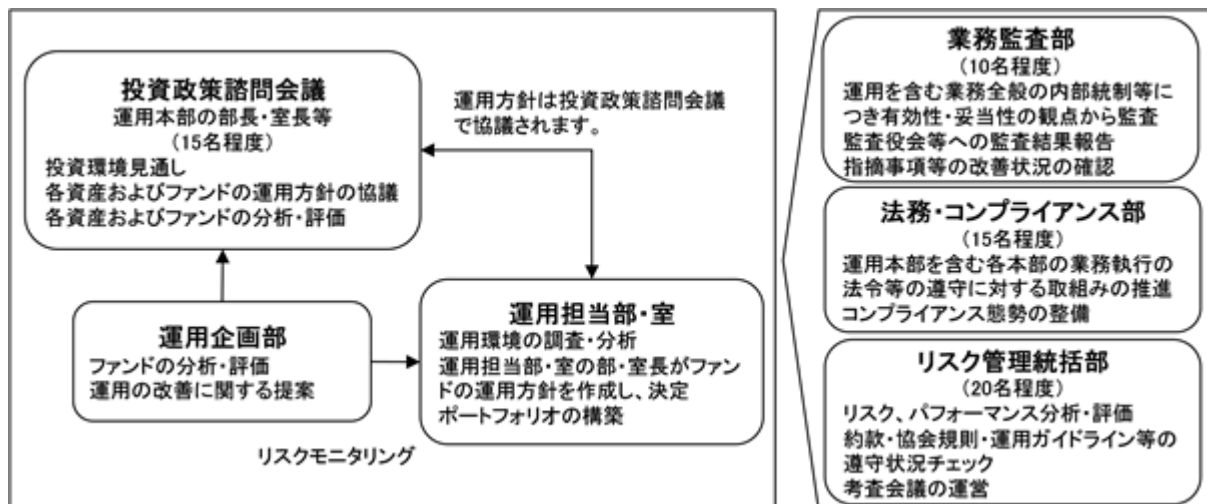 投資政策諮問会議
運用本部の部長・室長等
(15名程度)
投資環境見通し
各資産およびファンドの運用方針の協議
各資産およびファンドの分析・評価
運用方針は投資政策諮問会議
で協議されます。
運用企画部
ファンドの分析・評価
運用の改善に関する提案
運用担当部・室
運用環境の調査・分析
運用担当部・室の部・室長がファン
ドの運用方針を作成し、決定
ポートフォリオの構築
リスクモニタリング
業務監査部
(10名程度)
運用を含む業務全般の内部統制等に
つき有効性・妥当性の観点から監査
監査役会等への監査結果報告
指摘事項等の改善状況の確認
法務・コンプライアンス部
(15名程度)
運用本部を含む各本部の業務執行の
法令等の遵守に対する取組みの推進
コンプライアンス態勢の整備
リスク管理統括部
(20名程度)
リスク、パフォーマンス分析・評価
約款・協会規則・運用ガイドライン等の
遵守状況チェック
考査会議の運営